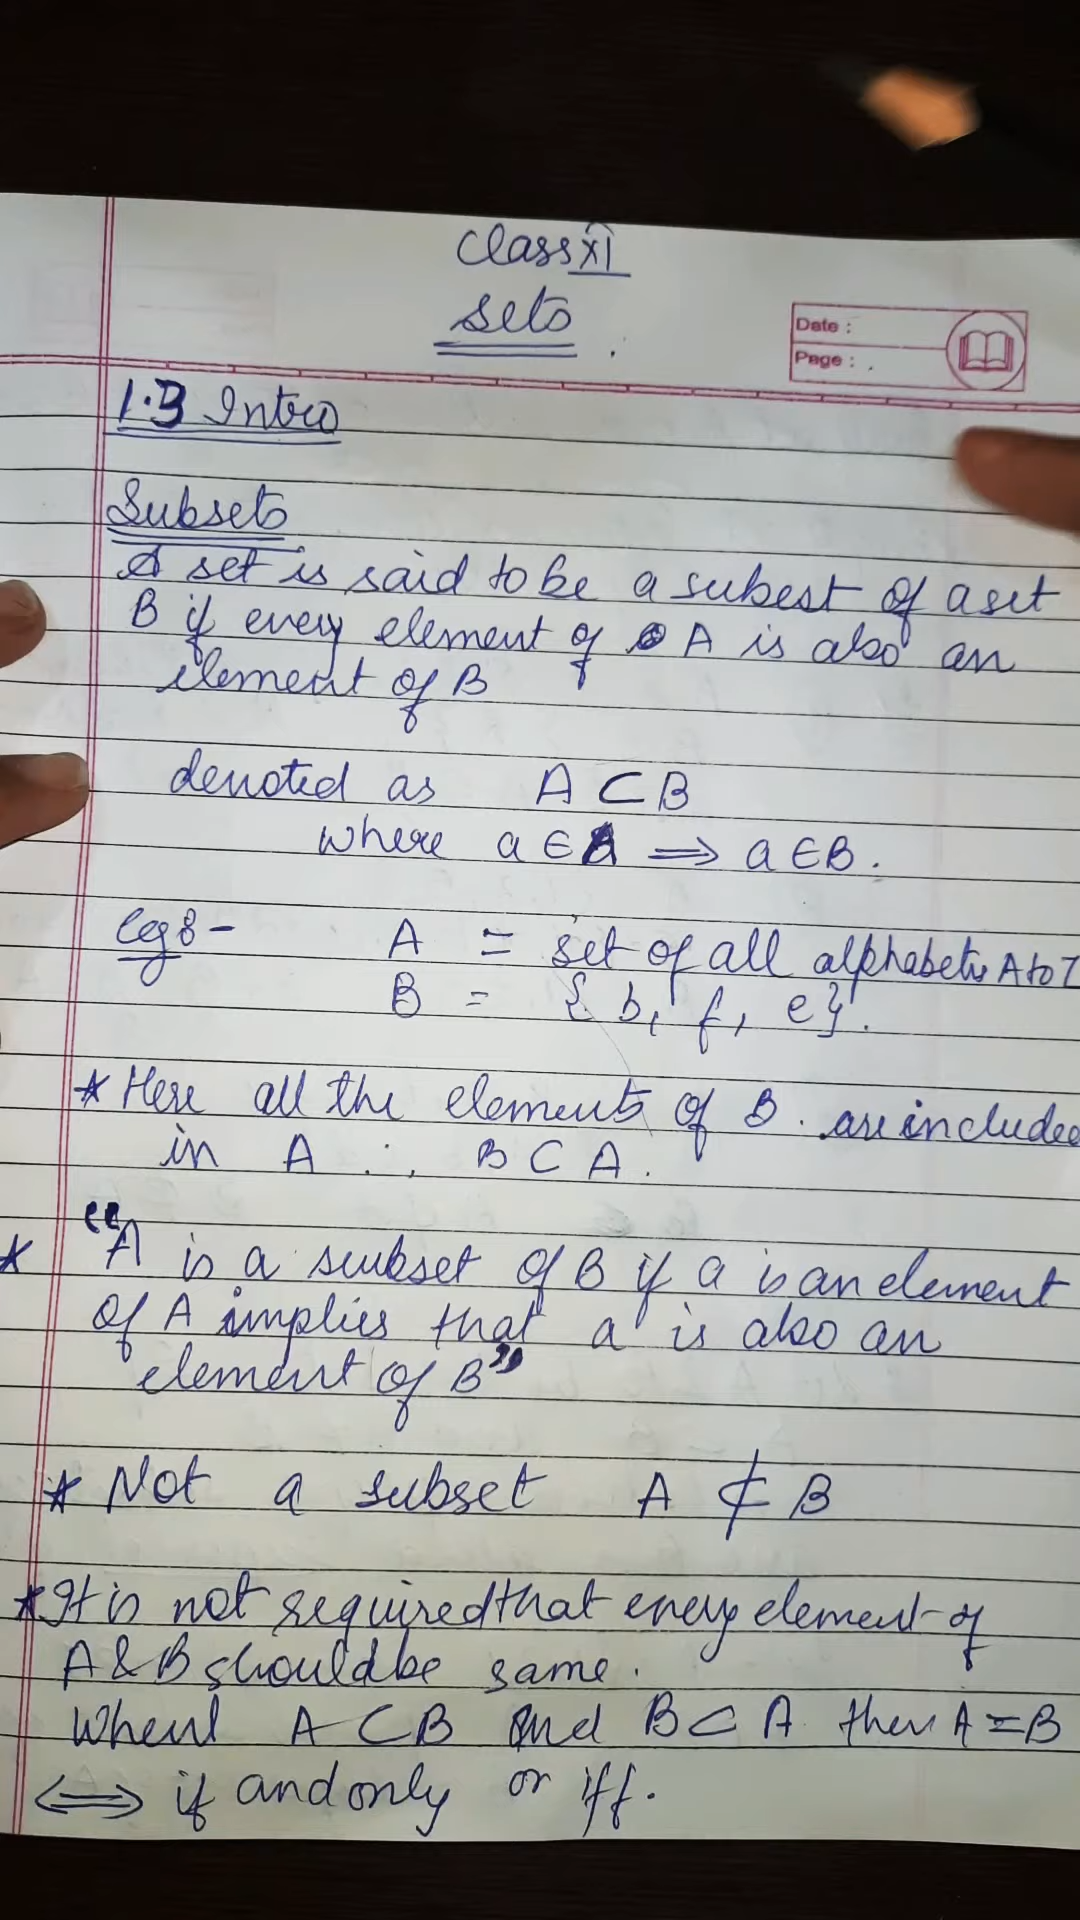 Class XI
Sets
Date :
Page :
1.3 Intro
Subsets
A set is said to be a subest of a set
B if every element of A is also an
element of B
denoted as A ⊂ B
where a ∈ A ⟹ a ∈ B.
eg:- A = set of all alphabets A to Z
B = { b, f, e}.
* Here all the elements of B. are included
in A ∴ B ⊂ A.
* "A is a subset of B if a is an element
of A implies that a is also an
element of B"
* Not a subset A ⊄ B
* It is not required that every element of
A & B should be same.
When A ⊂ B and B ⊂ A then A = B
⟺ if and only or iff.